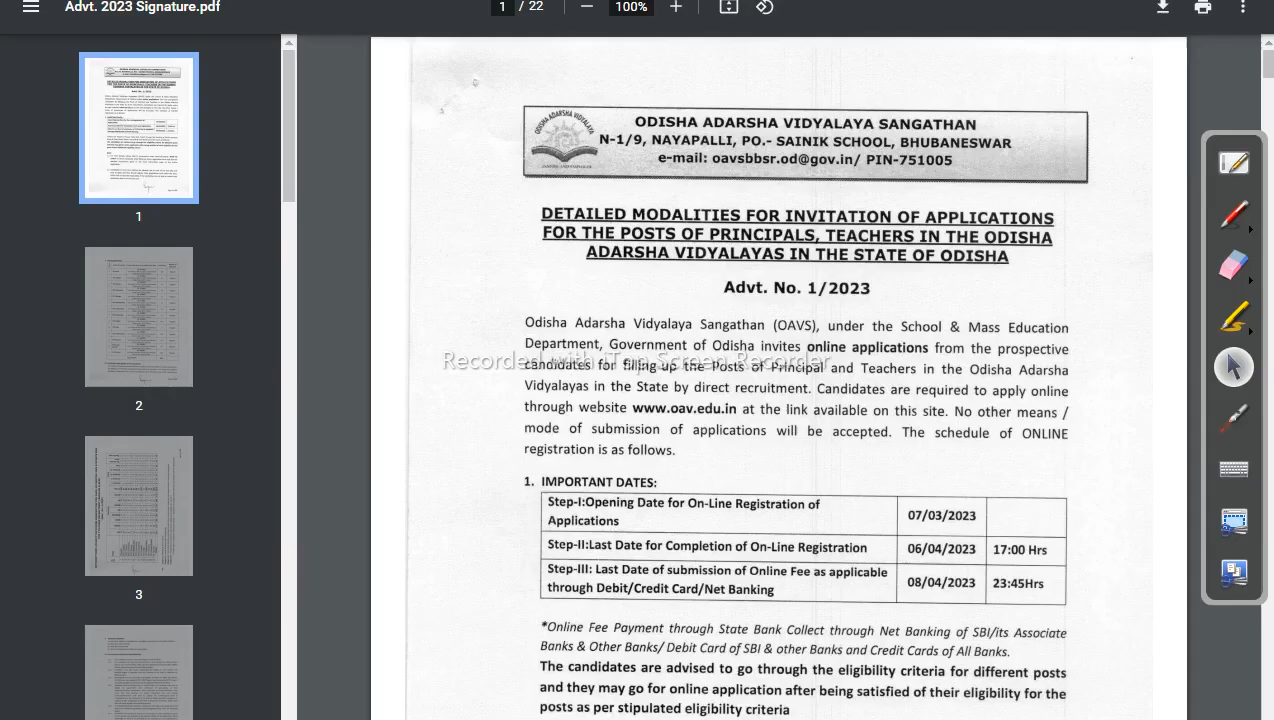 Advt. 2023 Signature.pdf
1 / 22
100%
1
2
3
ODISHA ADARSHA VIDYALAYA
ODISHA ADARSHA VIDYALAYA SANGATHAN
N-1/9, NAYAPALLI, PO.- SAINIK SCHOOL, BHUBANESWAR
e-mail: oavsbbsr.od@gov.in/ PIN-751005
DETAILED MODALITIES FOR INVITATION OF APPLICATIONS
FOR THE POSTS OF PRINCIPALS, TEACHERS IN THE ODISHA
ADARSHA VIDYALAYAS IN THE STATE OF ODISHA
Advt. No. 1/2023
Odisha Adarsha Vidyalaya Sangathan (OAVS), under the School & Mass Education
Department, Government of Odisha invites online applications from the prospective
Recorded with iTop Screen Recorder
candidates for filling up the Posts of Principal and Teachers in the Odisha Adarsha
Vidyalayas in the State by direct recruitment. Candidates are required to apply online
through website www.oav.edu.in at the link available on this site. No other means /
mode of submission of applications will be accepted. The schedule of ONLINE
registration is as follows.
1. IMPORTANT DATES:
Step-I:Opening Date for On-Line Registration of
Applications
07/03/2023
Step-II:Last Date for Completion of On-Line Registration 06/04/2023 17:00 Hrs
Step-III: Last Date of submission of Online Fee as applicable
through Debit/Credit Card/Net Banking
08/04/2023 23:45Hrs
*Online Fee Payment through State Bank Collect through Net Banking of SBI/its Associate
Banks & Other Banks/ Debit Card of SBI & other Banks and Credit Cards of All Banks.
The candidates are advised to go through the eligibility criteria for different posts
and they may go for online application after being satisfied of their eligibility for the
posts as per stipulated eligibility criteria